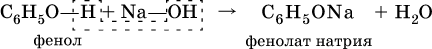 C₆H₅O—H + Na—OH → C₆H₅ONa + H₂O
фенол фенолат натрия